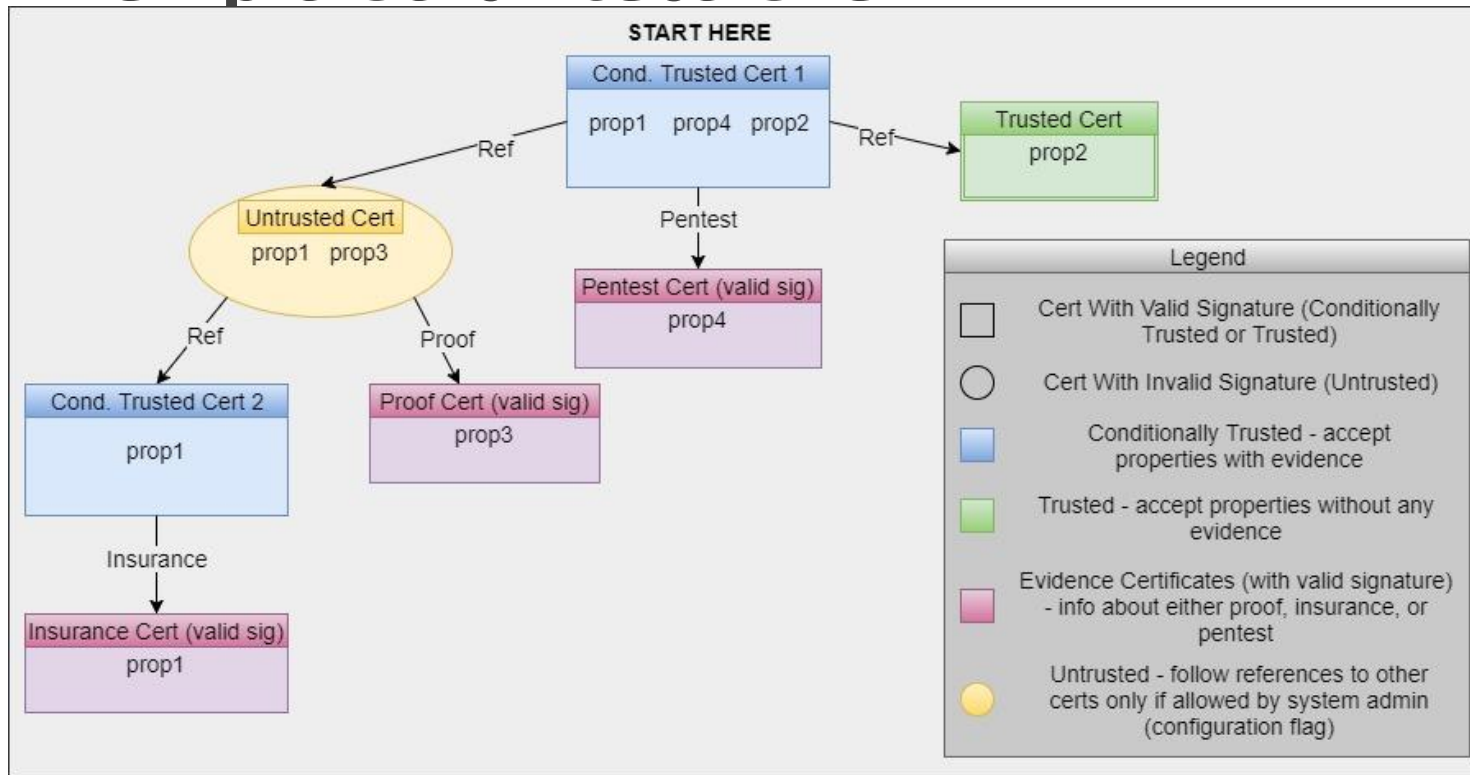 START HERE
Cond. Trusted Cert 1
prop1 prop4 prop2
Ref
Ref
Trusted Cert
prop2
Untrusted Cert
prop1 prop3
Pentest
Pentest Cert (valid sig)
prop4
Ref
Proof
Cond. Trusted Cert 2
prop1
Proof Cert (valid sig)
prop3
Insurance
Insurance Cert (valid sig)
prop1
Legend
Cert With Valid Signature (Conditionally
Trusted or Trusted)
Cert With Invalid Signature (Untrusted)
Conditionally Trusted - accept
properties with evidence
Trusted - accept properties without any
evidence
Evidence Certificates (with valid signature)
- info about either proof, insurance, or
pentest
Untrusted - follow references to other
certs only if allowed by system admin
(configuration flag)